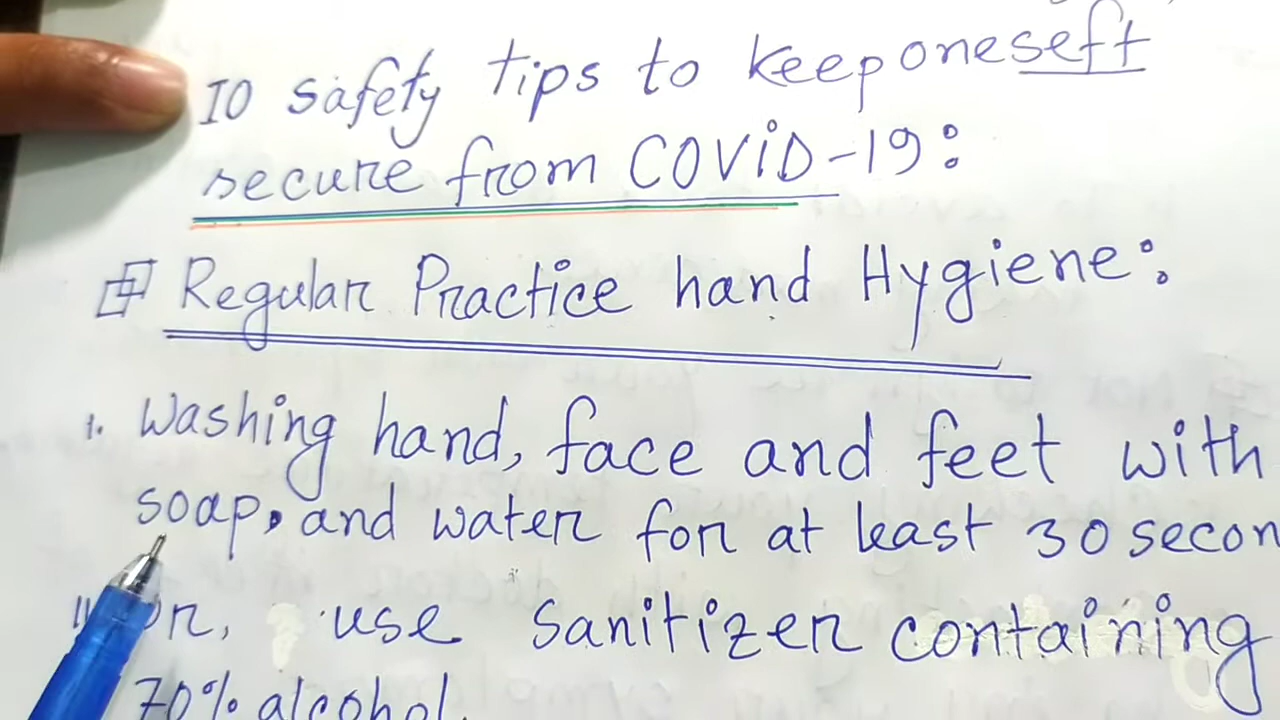 10 safety tips to keep oneseft
secure from COVID-19:
Regular Practice hand Hygiene:
1. Washing hand, face and feet with
soap, and water for at least 30 secon
11. or, use Sanitizer containing
70% alcohol.